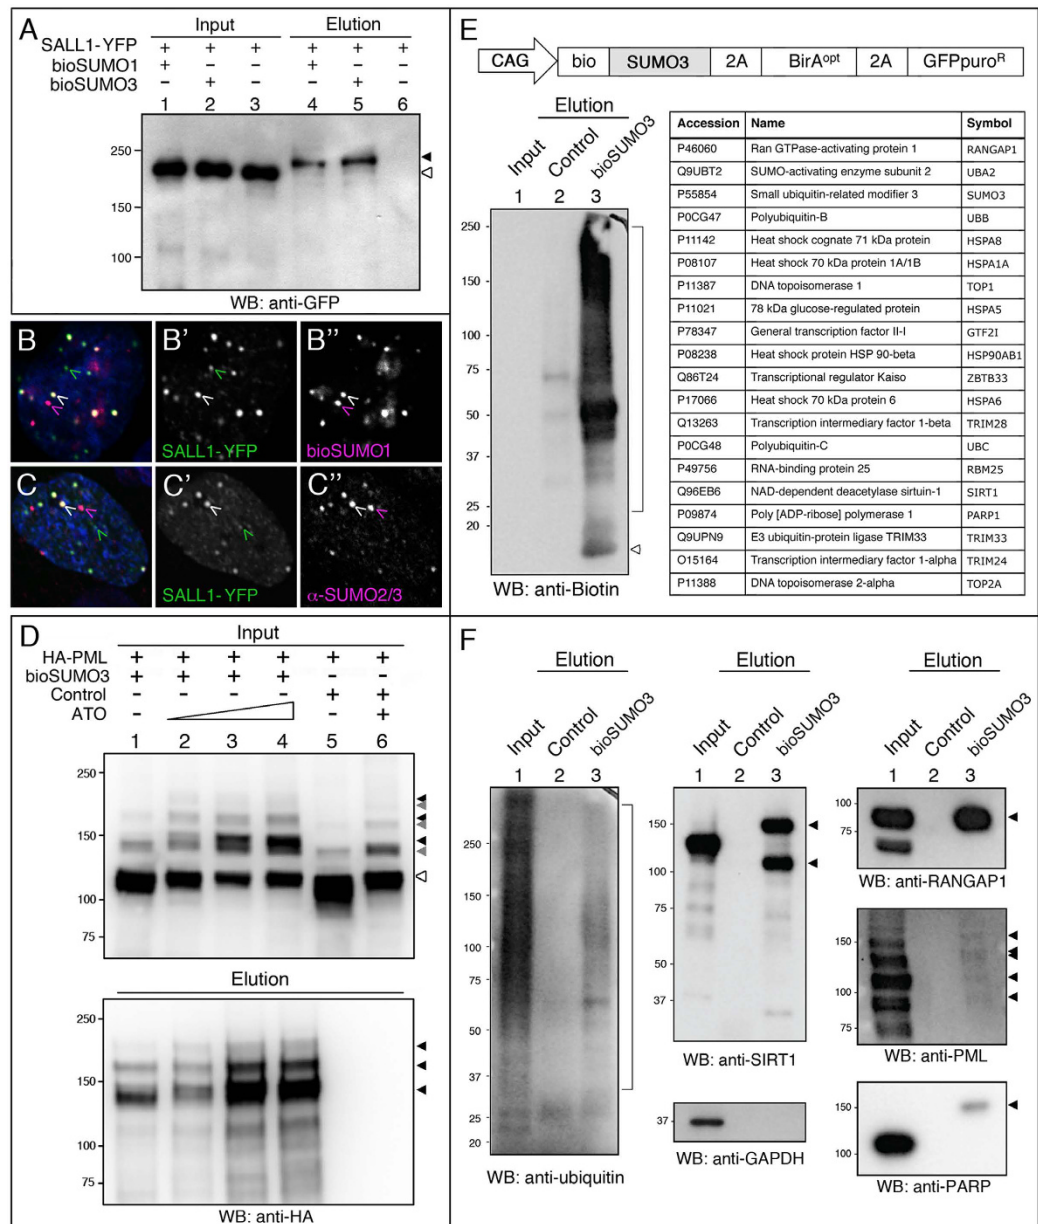 A
Input Elution
SALL1-YFP + + + + + +
bioSUMO1 + - - + - -
bioSUMO3 - + - - + -
1 2 3 4 5 6
250
150
100
WB: anti-GFP
B B' B''
SALL1-YFP bioSUMO1
C C' C''
SALL1-YFP α-SUMO2/3
D
Input
HA-PML + + + + + +
bioSUMO3 + + + + - -
Control - - - - + +
ATO - - +
1 2 3 4 5 6
250
150
100
75
Elution
250
150
100
75
WB: anti-HA
E
CAG bio SUMO3 2A BirAopt 2A GFPpuroR
Elution
Input Control bioSUMO3
1 2 3
250
150
100
75
50
37
25
20
WB: anti-Biotin
Accession Name Symbol
P46060 Ran GTPase-activating protein 1 RANGAP1
Q9UBT2 SUMO-activating enzyme subunit 2 UBA2
P55854 Small ubiquitin-related modifier 3 SUMO3
P0CG47 Polyubiquitin-B UBB
P11142 Heat shock cognate 71 kDa protein HSPA8
P08107 Heat shock 70 kDa protein 1A/1B HSPA1A
P11387 DNA topoisomerase 1 TOP1
P11021 78 kDa glucose-regulated protein HSPA5
P78347 General transcription factor II-I GTF2I
P08238 Heat shock protein HSP 90-beta HSP90AB1
Q86T24 Transcriptional regulator Kaiso ZBTB33
P17066 Heat shock 70 kDa protein 6 HSPA6
Q13263 Transcription intermediary factor 1-beta TRIM28
P0CG48 Polyubiquitin-C UBC
P49756 RNA-binding protein 25 RBM25
Q96EB6 NAD-dependent deacetylase sirtuin-1 SIRT1
P09874 Poly [ADP-ribose] polymerase 1 PARP1
Q9UPN9 E3 ubiquitin-protein ligase TRIM33 TRIM33
O15164 Transcription intermediary factor 1-alpha TRIM24
P11388 DNA topoisomerase 2-alpha TOP2A
F
Elution
Input Control bioSUMO3
1 2 3
250
150
100
75
50
37
25
20
WB: anti-ubiquitin
Elution
Input Control bioSUMO3
1 2 3
150
100
75
50
37
WB: anti-SIRT1
37
WB: anti-GAPDH
Elution
Input Control bioSUMO3
1 2 3
100
75
WB: anti-RANGAP1
150
100
75
WB: anti-PML
150
100
WB: anti-PARP